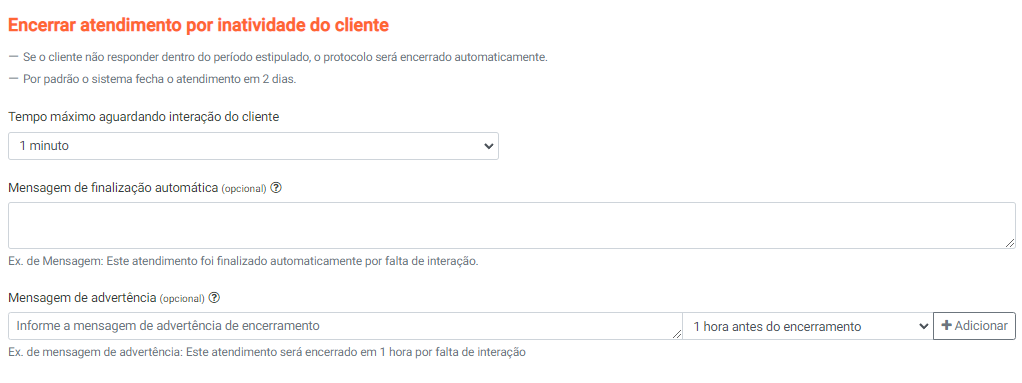 Encerrar atendimento por inatividade do cliente
— Se o cliente não responder dentro do período estipulado, o protocolo será encerrado automaticamente.
— Por padrão o sistema fecha o atendimento em 2 dias.
Tempo máximo aguardando interação do cliente
1 minuto
Mensagem de finalização automática (opcional) ?
Ex. de Mensagem: Este atendimento foi finalizado automaticamente por falta de interação.
Mensagem de advertência (opcional) ?
Informe a mensagem de advertência de encerramento 1 hora antes do encerramento + Adicionar
Ex. de mensagem de advertência: Este atendimento será encerrado em 1 hora por falta de interação